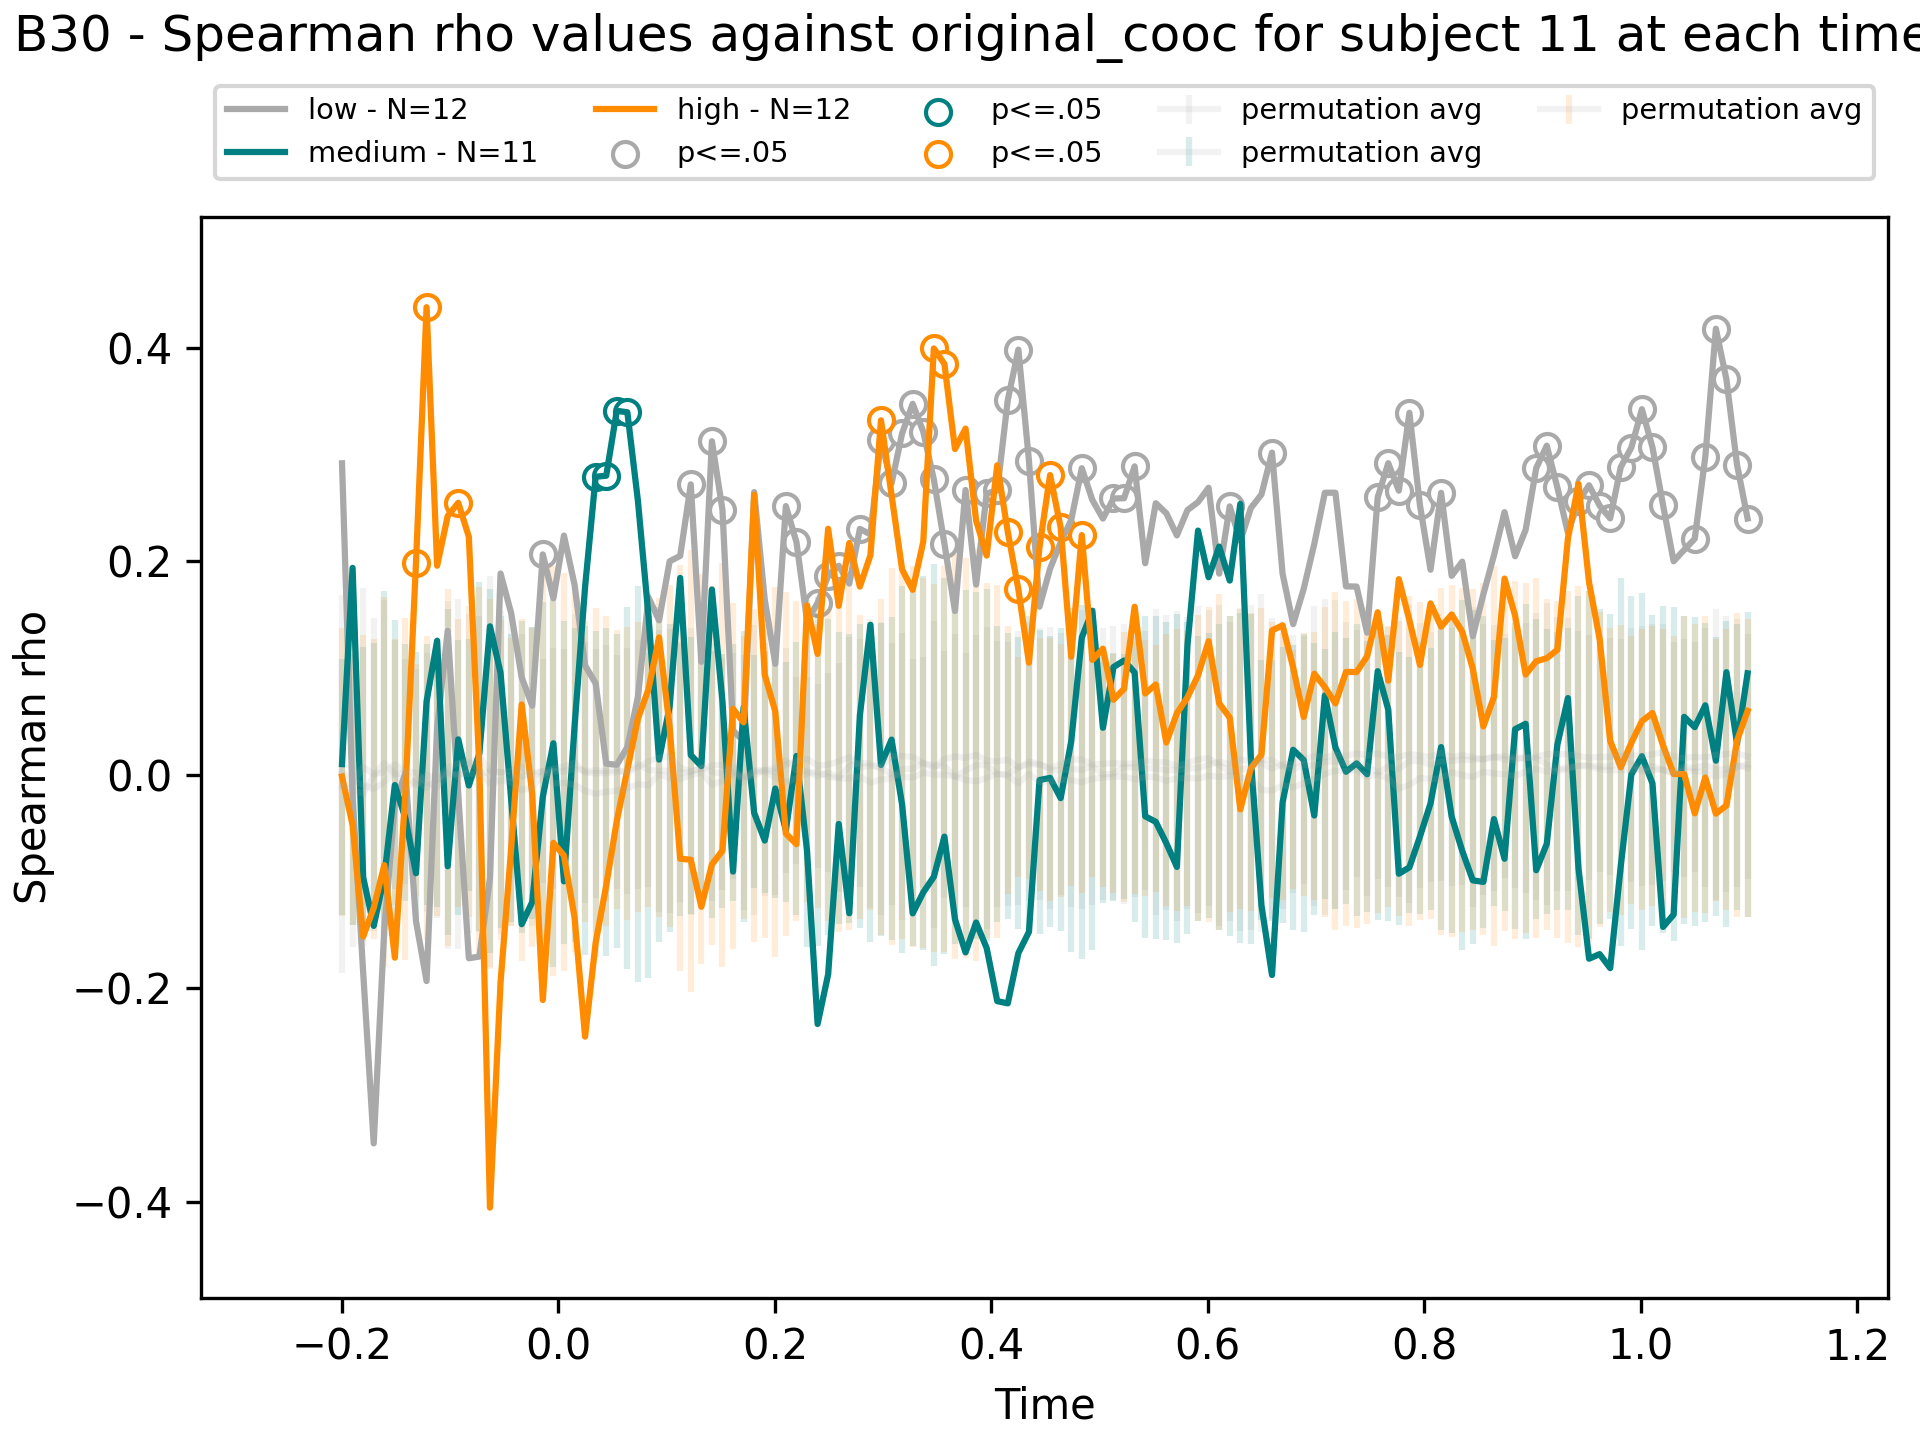 B30 - Spearman rho values against original_cooc for subject 11 at each time
low - N=12
medium - N=11
high - N=12
p<=.05
p<=.05
p<=.05
permutation avg
permutation avg
permutation avg
Spearman rho
0.4
0.2
0.0
−0.2
−0.4
−0.2 0.0 0.2 0.4 0.6 0.8 1.0 1.2
Time